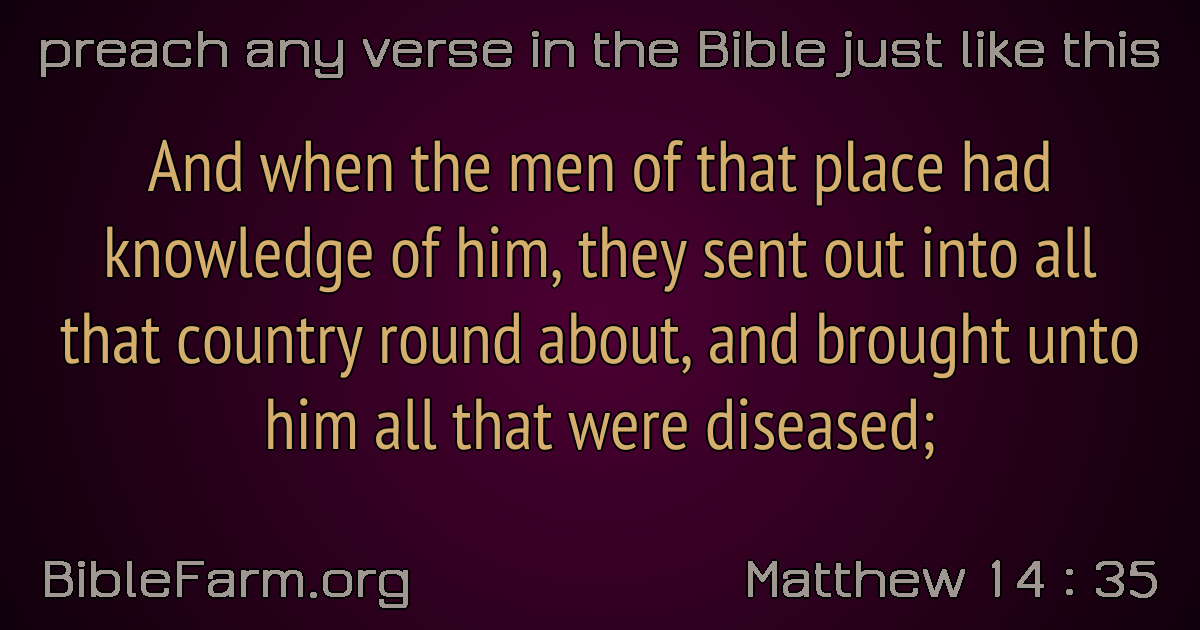 preach any verse in the Bible just like this
And when the men of that place had
knowledge of him, they sent out into all
that country round about, and brought unto
him all that were diseased;
BibleFarm.org
Matthew 14 : 35